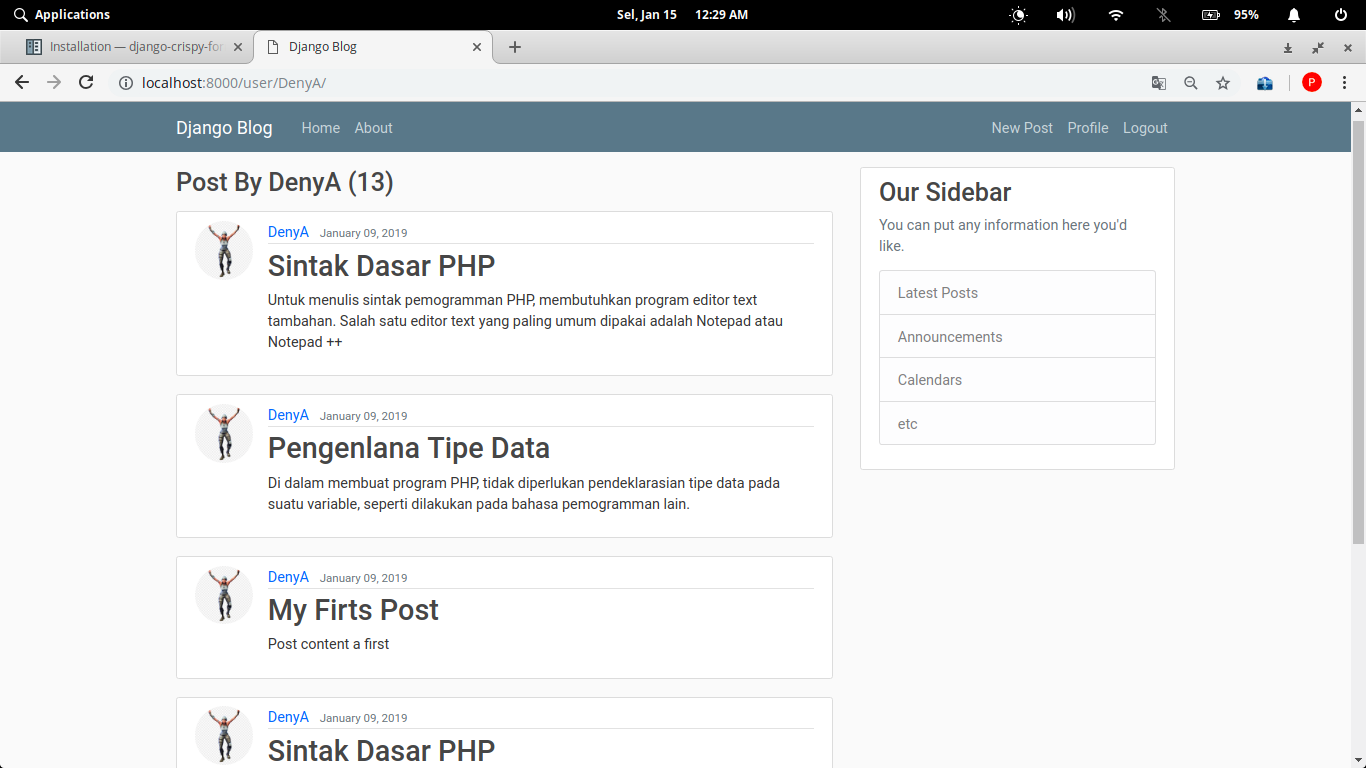 Applications
Sel, Jan 15 12:29 AM
95%
Installation — django-crispy-for
Django Blog
localhost:8000/user/DenyA/
P
Django Blog
Home
About
New Post
Profile
Logout
Post By DenyA (13)
DenyA January 09, 2019
Sintak Dasar PHP
Untuk menulis sintak pemogramman PHP, membutuhkan program editor text
tambahan. Salah satu editor text yang paling umum dipakai adalah Notepad atau
Notepad ++
DenyA January 09, 2019
Pengenlana Tipe Data
Di dalam membuat program PHP, tidak diperlukan pendeklarasian tipe data pada
suatu variable, seperti dilakukan pada bahasa pemogramman lain.
DenyA January 09, 2019
My Firts Post
Post content a first
DenyA January 09, 2019
Sintak Dasar PHP
Our Sidebar
You can put any information here you'd
like.
Latest Posts
Announcements
Calendars
etc